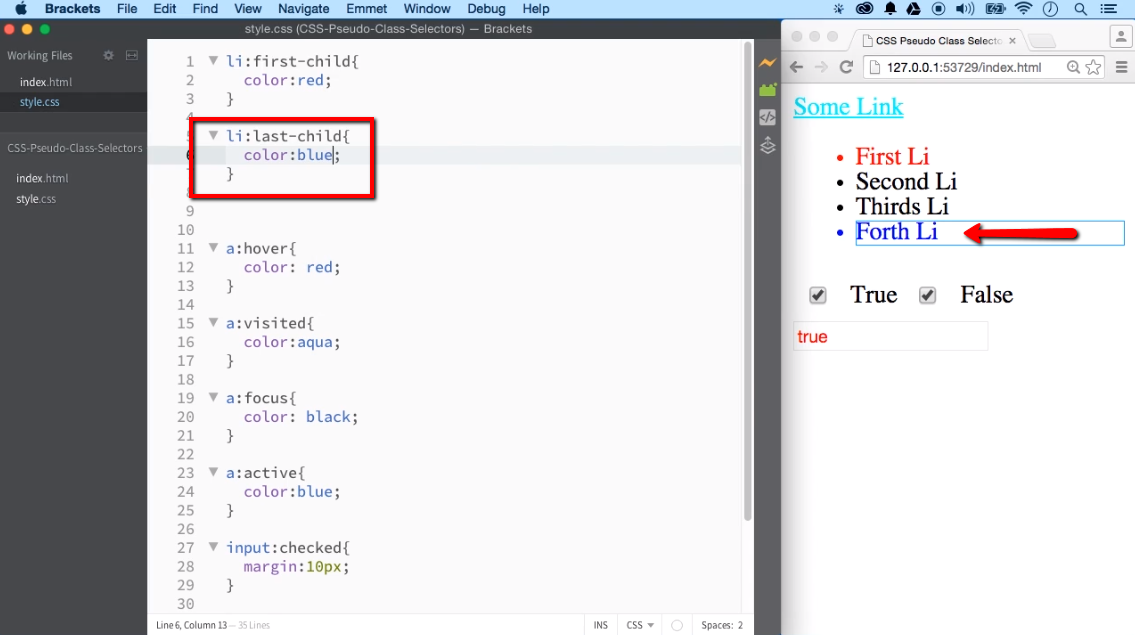 Brackets File Edit Find View Navigate Emmet Window Debug Help
style.css (CSS-Pseudo-Class-Selectors) — Brackets
Working Files
index.html
style.css
CSS-Pseudo-Class-Selectors
index.html
style.css
1 li:first-child{
2 color:red;
3 }
4
5 li:last-child{
6 color:blue;
}
8
9
10
11 a:hover{
12 color: red;
13 }
14
15 a:visited{
16 color:aqua;
17 }
18
19 a:focus{
20 color: black;
21 }
22
23 a:active{
24 color:blue;
25 }
26
27 input:checked{
28 margin:10px;
29 }
30
Line 6, Column 13 — 35 Lines
INS CSS Spaces: 2
CSS Pseudo Class Selecto
127.0.0.1:53729/index.html
Some Link
First Li
Second Li
Thirds Li
Forth Li
True False
true